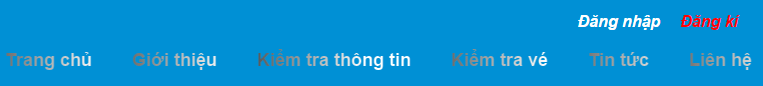 Đăng nhập Đăng kí
Trang chủ Giới thiệu Kiểm tra thông tin Kiểm tra vé Tin tức Liên hệ